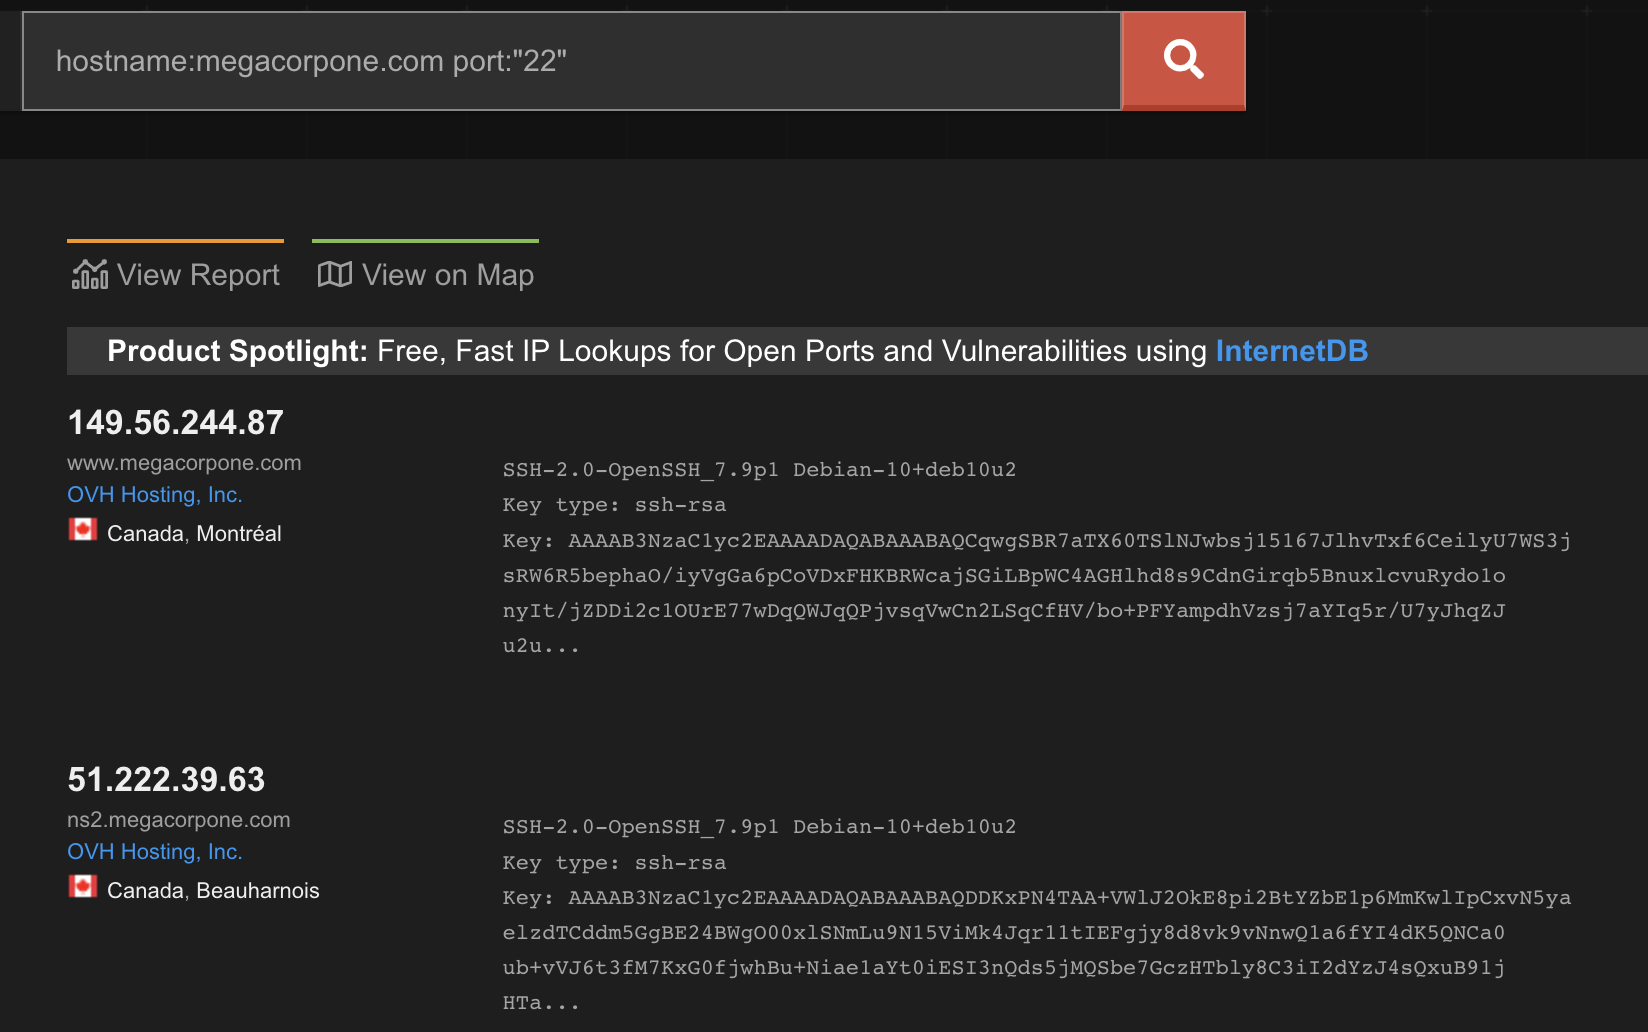 hostname:megacorpone.com port:"22"
View Report
View on Map
Product Spotlight: Free, Fast IP Lookups for Open Ports and Vulnerabilities using InternetDB
149.56.244.87
www.megacorpone.com
OVH Hosting, Inc.
Canada, Montréal
SSH-2.0-OpenSSH_7.9p1 Debian-10+deb10u2
Key type: ssh-rsa
Key: AAAAB3NzaC1yc2EAAAADAQABAAABAQCqwgSBR7aTX60TSlNJwbsj15167JlhvTxf6CeilyU7WS3j
sRW6R5bephaO/iyVgGa6pCoVDxFHKBRWcajSGiLBpWC4AGHlhd8s9CdnGirqb5Bnuxlcvu​Rydo1o
nyIt/jZDDi2c1OUrE77wDqQWJqQPjvsqVwCn2LSqCfHV/bo+PFYampdhVzsj7aYIq5r/U7yJhqZJ
u2u...
51.222.39.63
ns2.megacorpone.com
OVH Hosting, Inc.
Canada, Beauharnois
SSH-2.0-OpenSSH_7.9p1 Debian-10+deb10u2
Key type: ssh-rsa
Key: AAAAB3NzaC1yc2EAAAADAQABAAABAQDDKxPN4TAA+VWlJ2OkE8pi2BtYZbE1p6MmKwlIpCxvN5ya
elzdTCddm5GgBE24BWgO00xlSNmLu9N15ViMk4Jqr11tIEFgjy8d8vk9vNnwQ1a6fYI4dK5QNCa0
ub+vVJ6t3fM7KxG0fjwhBu+Niae1aYt0iESI3nQds5jMQSbe7GczHTbly8C3iI2dYzJ4sQxuB91j
HTa...